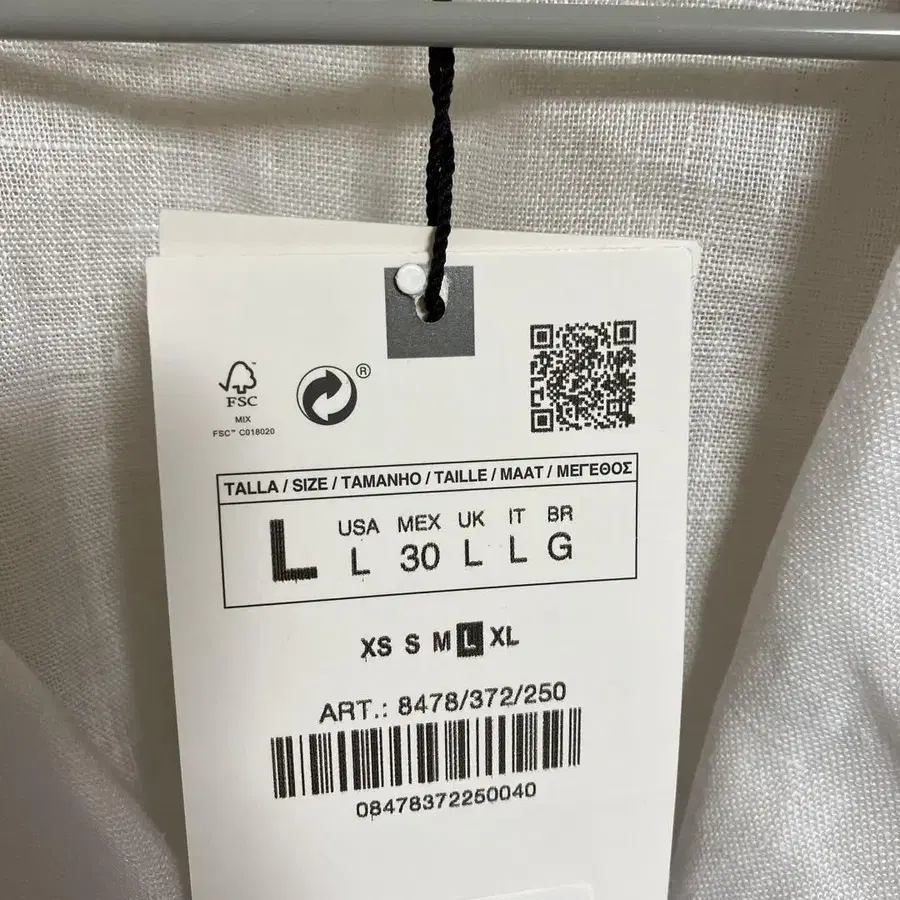 FSC™
MIX
FSC™ C018020
®
TALLA / SIZE / TAMANHO / TAILLE / MAAT / ΜΕΓΕΘΟΣ
L
USA MEX UK IT BR
L 30 L L G
XS S M L XL
ART.: 8478/372/250
08478372250040